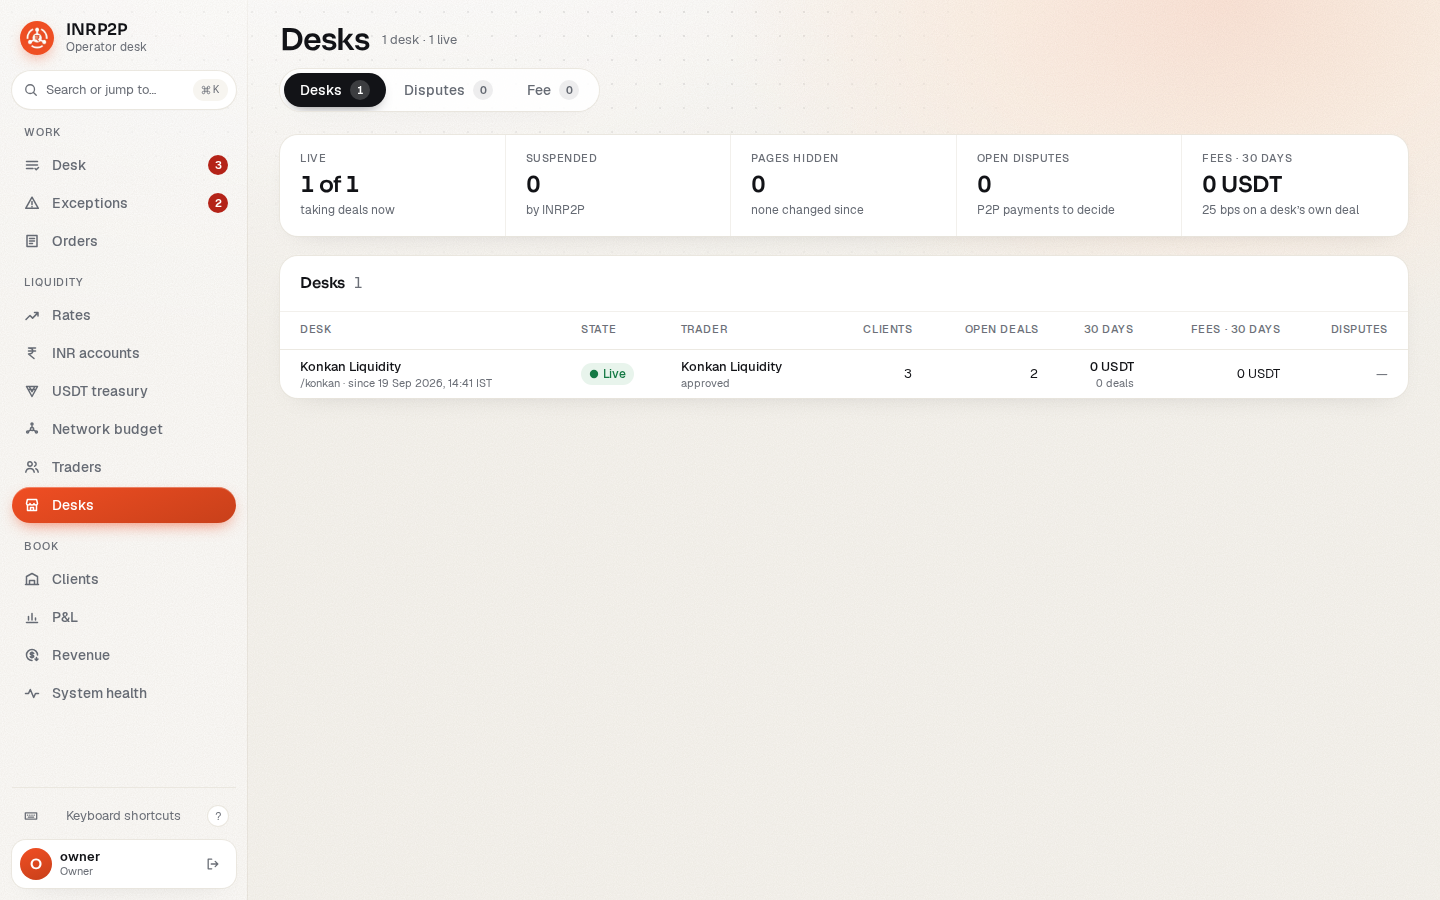 INRP2P
Operator desk
Search or jump to...
⌘K
WORK
Desk 3
Exceptions 2
Orders
LIQUIDITY
Rates
INR accounts
USDT treasury
Network budget
Traders
Desks
BOOK
Clients
P&L
Revenue
System health
Keyboard shortcuts ?
O
owner
Owner
Desks 1 desk · 1 live
Desks 1 Disputes 0 Fee 0
LIVE
1 of 1
taking deals now
SUSPENDED
0
by INRP2P
PAGES HIDDEN
0
none changed since
OPEN DISPUTES
0
P2P payments to decide
FEES · 30 DAYS
0 USDT
25 bps on a desk's own deal
Desks 1
DESK STATE TRADER CLIENTS OPEN DEALS 30 DAYS FEES · 30 DAYS DISPUTES
Konkan Liquidity Live Konkan Liquidity 3 2 0 USDT 0 USDT —
/konkan · since 19 Sep 2026, 14:41 IST approved 0 deals